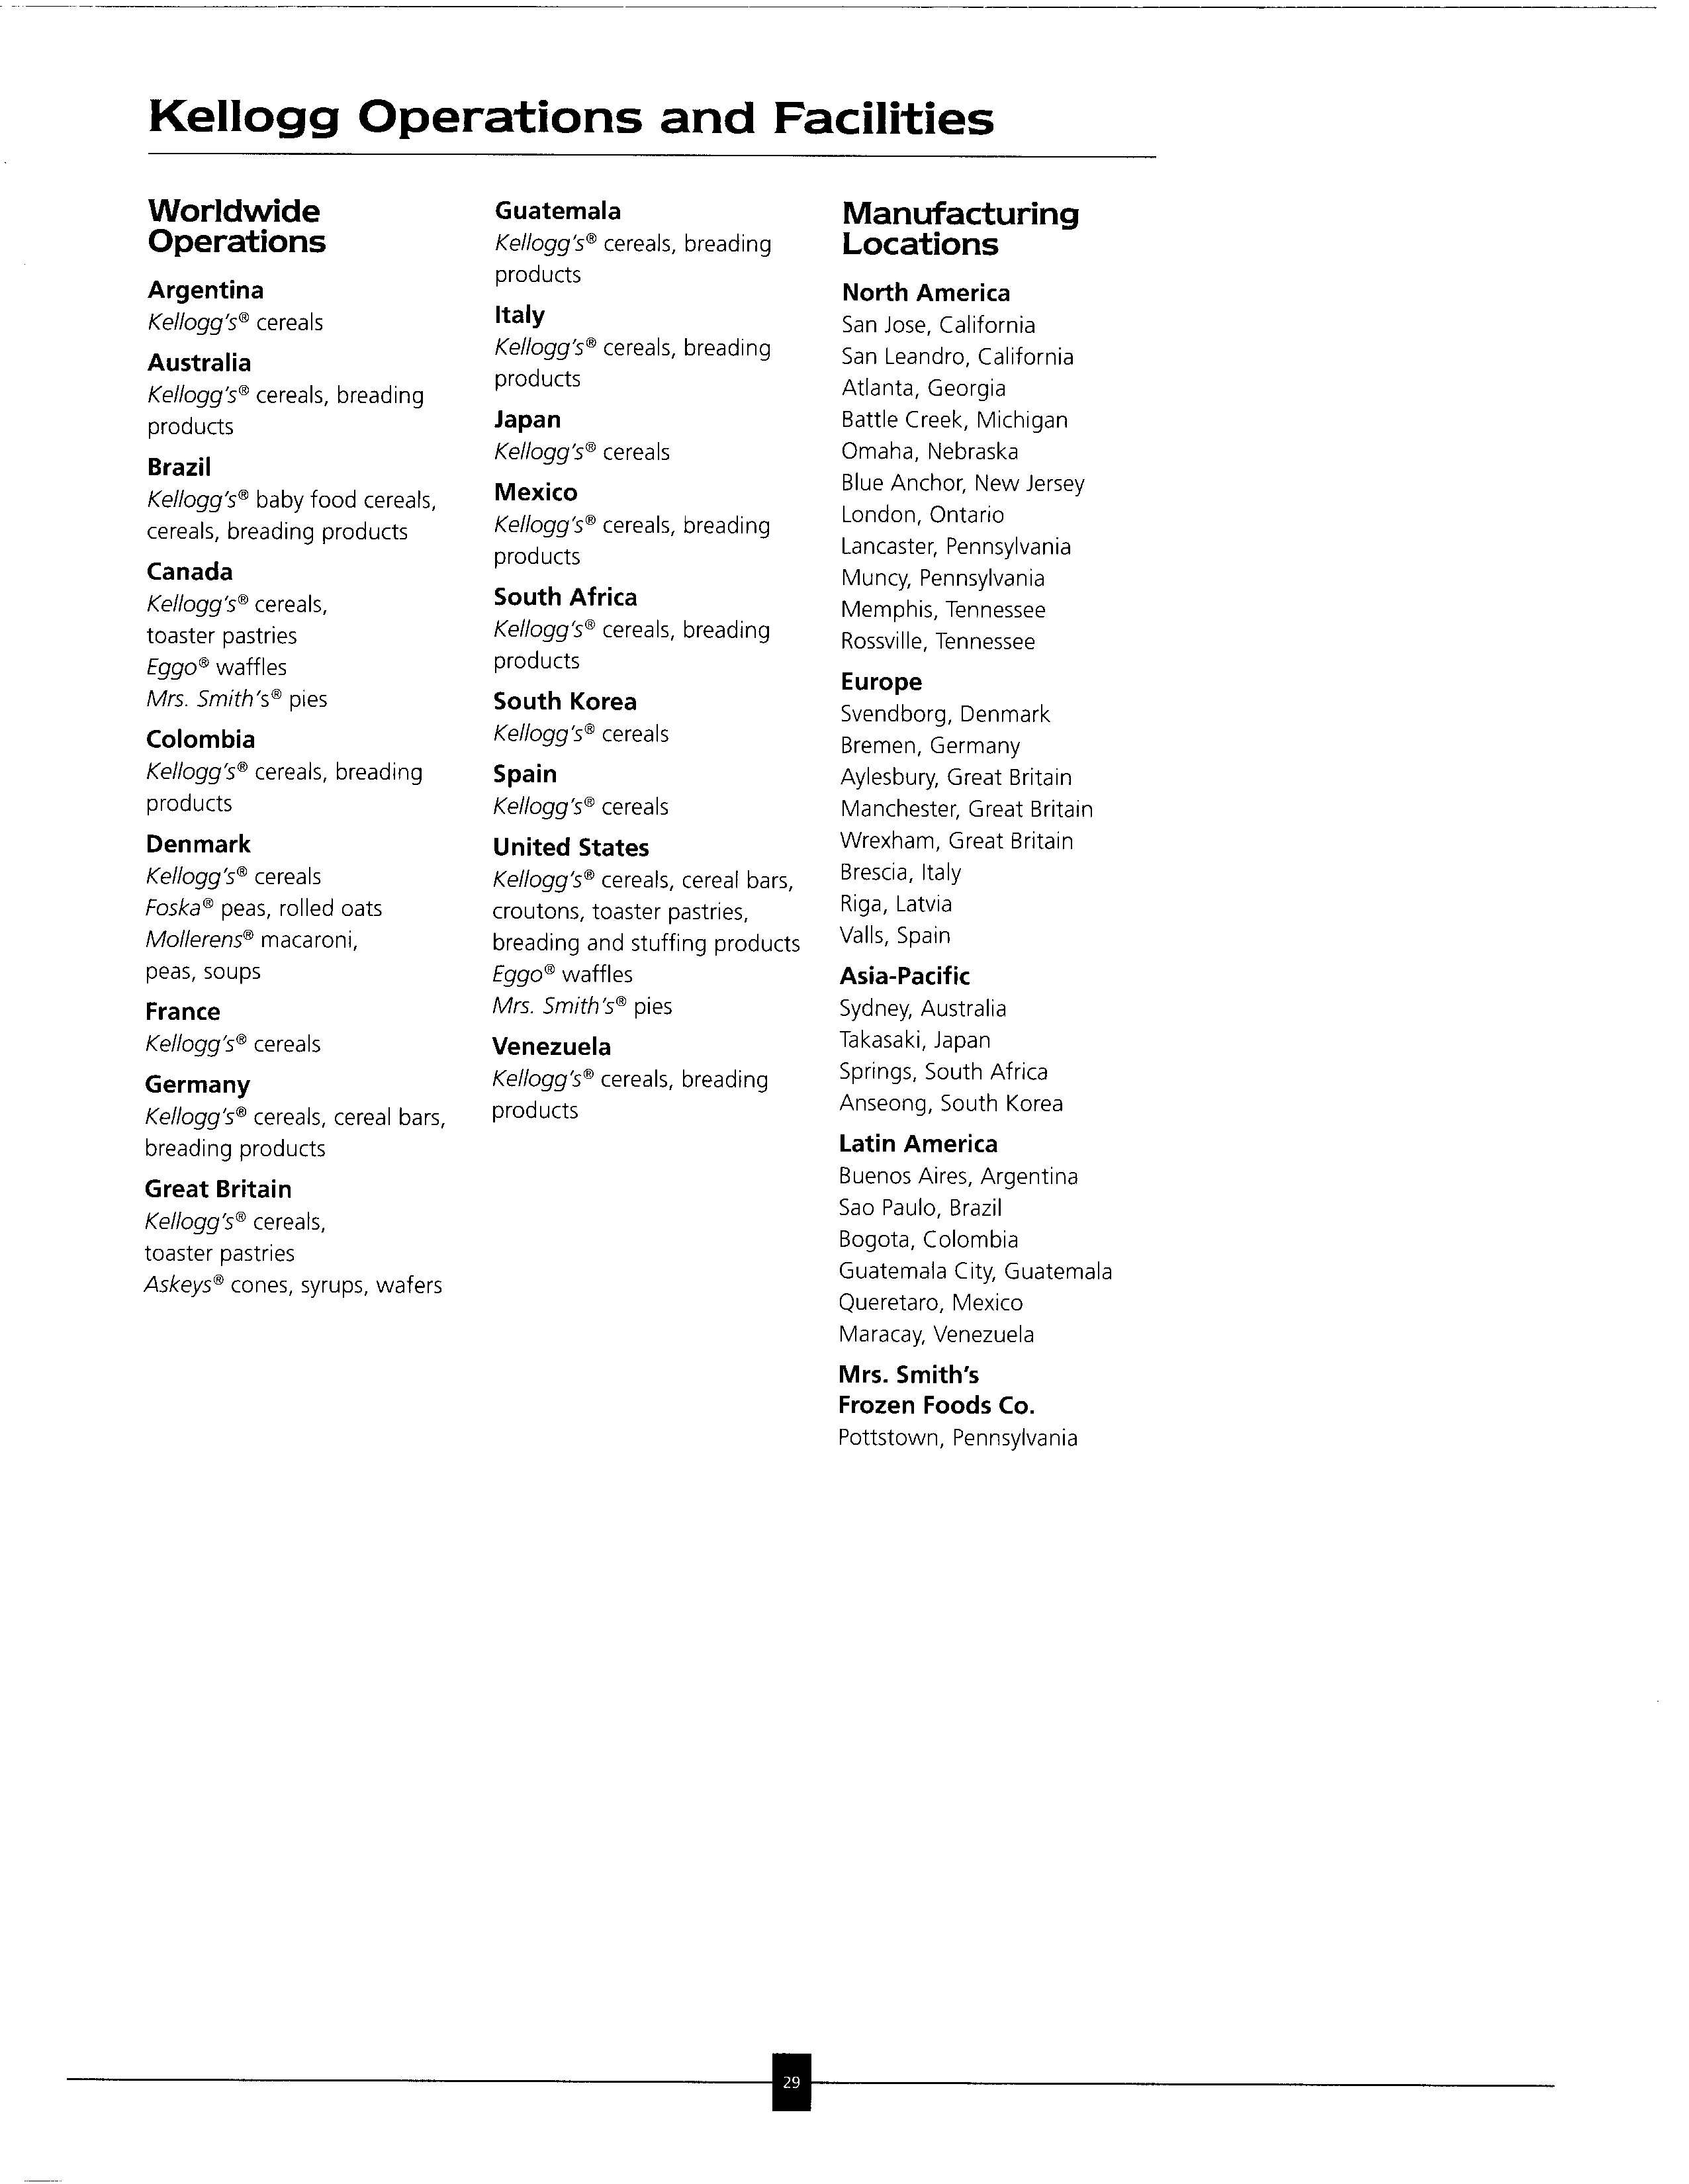 Kellogg Operations and Facilities
Worldwide
Operations
Argentina
Kellogg's® cereals
Australia
Kellogg's® cereals, breading
products
Brazil
Kellogg's® baby food cereals,
cereals, breading products
Canada
Kellogg's® cereals,
toaster pastries
Eggo® waffles
Mrs. Smith's® pies
Colombia
Kellogg's® cereals, breading
products
Denmark
Kellogg's® cereals
Foska® peas, rolled oats
Mollerens® macaroni,
peas, soups
France
Kellogg's® cereals
Germany
Kellogg's® cereals, cereal bars,
breading products
Great Britain
Kellogg's® cereals,
toaster pastries
Askeys® cones, syrups, wafers
Guatemala
Kellogg's® cereals, breading
products
Italy
Kellogg's® cereals, breading
products
Japan
Kellogg's® cereals
Mexico
Kellogg's® cereals, breading
products
South Africa
Kellogg's® cereals, breading
products
South Korea
Kellogg's® cereals
Spain
Kellogg's® cereals
United States
Kellogg's® cereals, cereal bars,
croutons, toaster pastries,
breading and stuffing products
Eggo® waffles
Mrs. Smith's® pies
Venezuela
Kellogg's® cereals, breading
products
Manufacturing
Locations
North America
San Jose, California
San Leandro, California
Atlanta, Georgia
Battle Creek, Michigan
Omaha, Nebraska
Blue Anchor, New Jersey
London, Ontario
Lancaster, Pennsylvania
Muncy, Pennsylvania
Memphis, Tennessee
Rossville, Tennessee
Europe
Svendborg, Denmark
Bremen, Germany
Aylesbury, Great Britain
Manchester, Great Britain
Wrexham, Great Britain
Brescia, Italy
Riga, Latvia
Valls, Spain
Asia-Pacific
Sydney, Australia
Takasaki, Japan
Springs, South Africa
Anseong, South Korea
Latin America
Buenos Aires, Argentina
Sao Paulo, Brazil
Bogota, Colombia
Guatemala City, Guatemala
Queretaro, Mexico
Maracay, Venezuela
Mrs. Smith's
Frozen Foods Co.
Pottstown, Pennsylvania
29